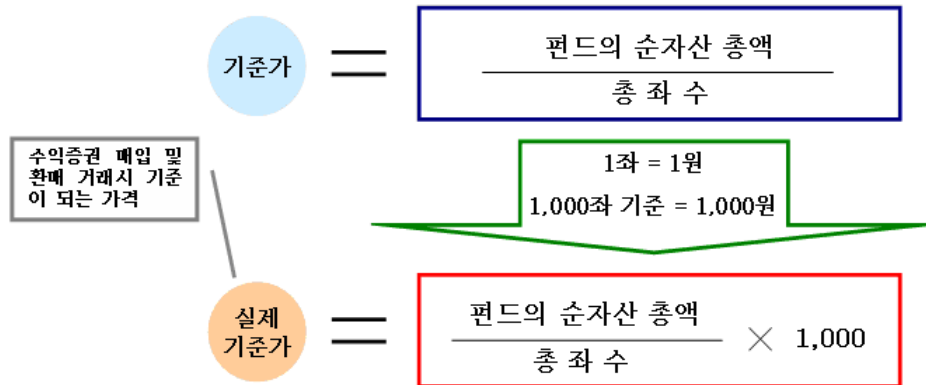 기준가
=
펀드의 순자산 총액
총 좌 수
수익증권 매입 및
환매 거래시 기준
이 되는 가격
1좌 = 1원
1,000좌 기준 = 1,000원
실제
기준가
=
펀드의 순자산 총액
총 좌 수
× 1,000